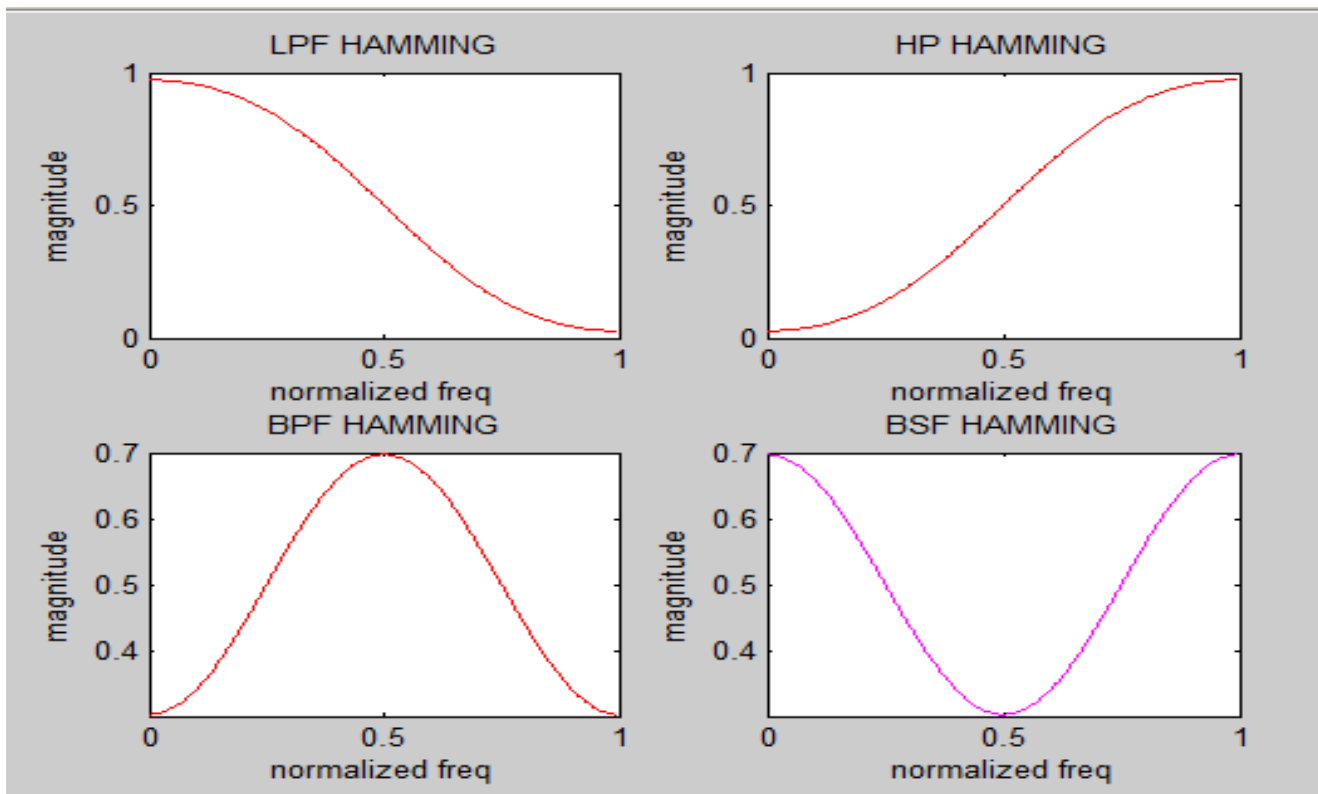 LPF HAMMING
1
0.5
0
magnitude
0
0.5
1
normalized freq
HP HAMMING
1
0.5
0
magnitude
0
0.5
1
normalized freq
BPF HAMMING
0.7
0.6
0.5
0.4
magnitude
0
0.5
1
normalized freq
BSF HAMMING
0.7
0.6
0.5
0.4
magnitude
0
0.5
1
normalized freq